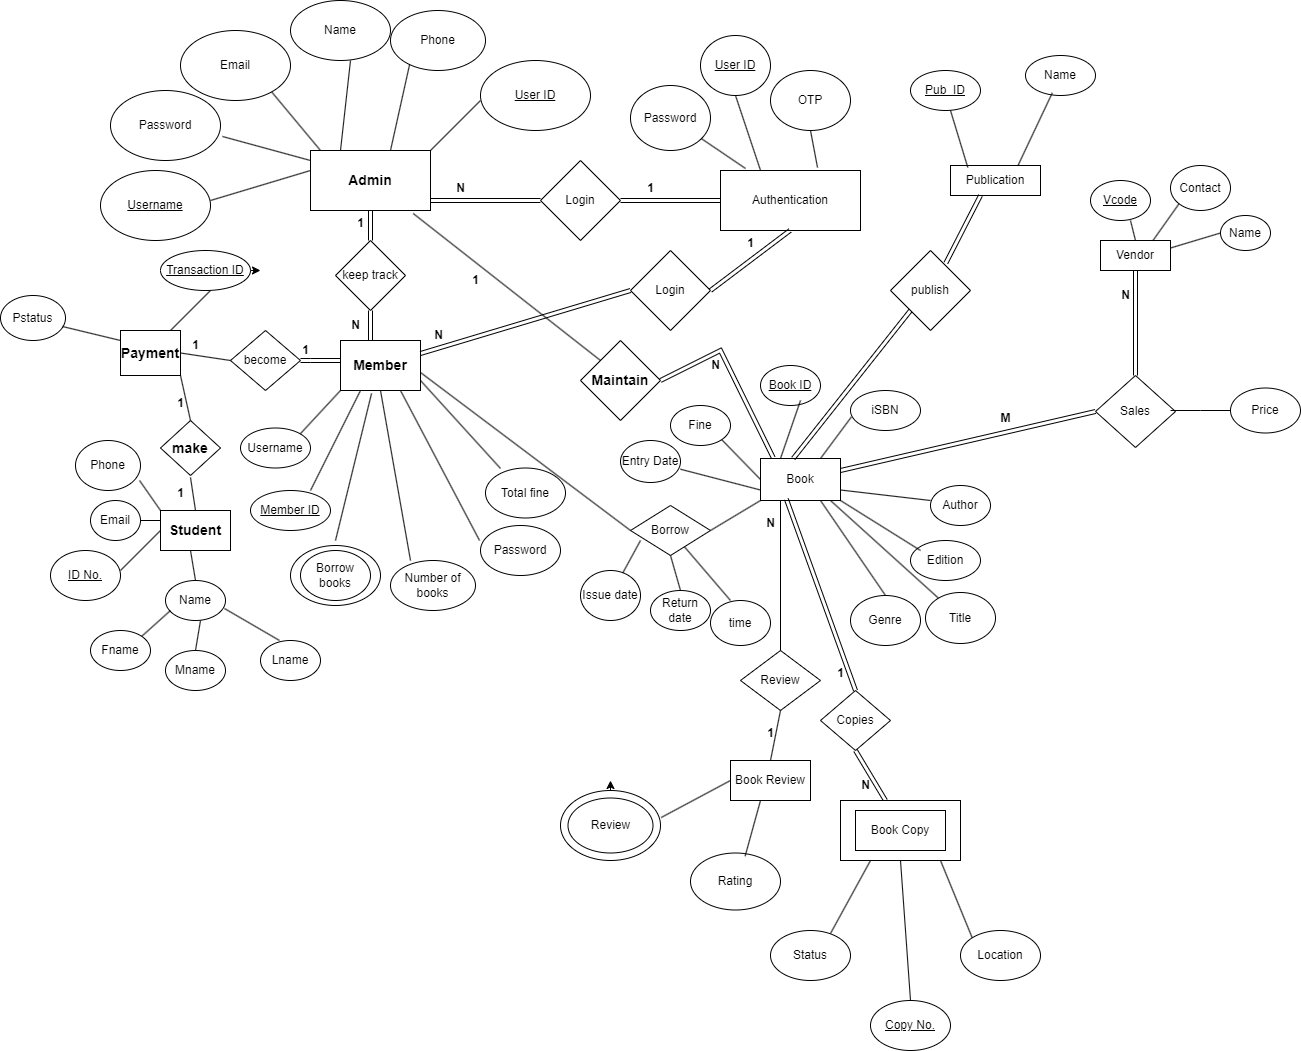 Name
Phone
Email
User ID
Password
Username
Admin
User ID
OTP
Password
Authentication
N
Login
1
Pub_ID
Name
Publication
Vcode
Contact
Name
Vendor
1
keep track
N
1
Login
N
1
Maintain
N
publish
N
Sales
Price
M
Transaction ID
Pstatus
Payment
1
become
1
Member
1
make
1
Username
Member ID
Borrow
books
Number of
books
Password
Total fine
Phone
Email
ID No.
Student
Name
Fname
Mname
Lname
Book ID
iSBN
Fine
Entry Date
Book
Author
Edition
Title
Genre
Borrow
Issue date
Return
date
time
N
Review
1
Book Review
Review
Rating
1
Copies
N
Book Copy
Status
Location
Copy No.